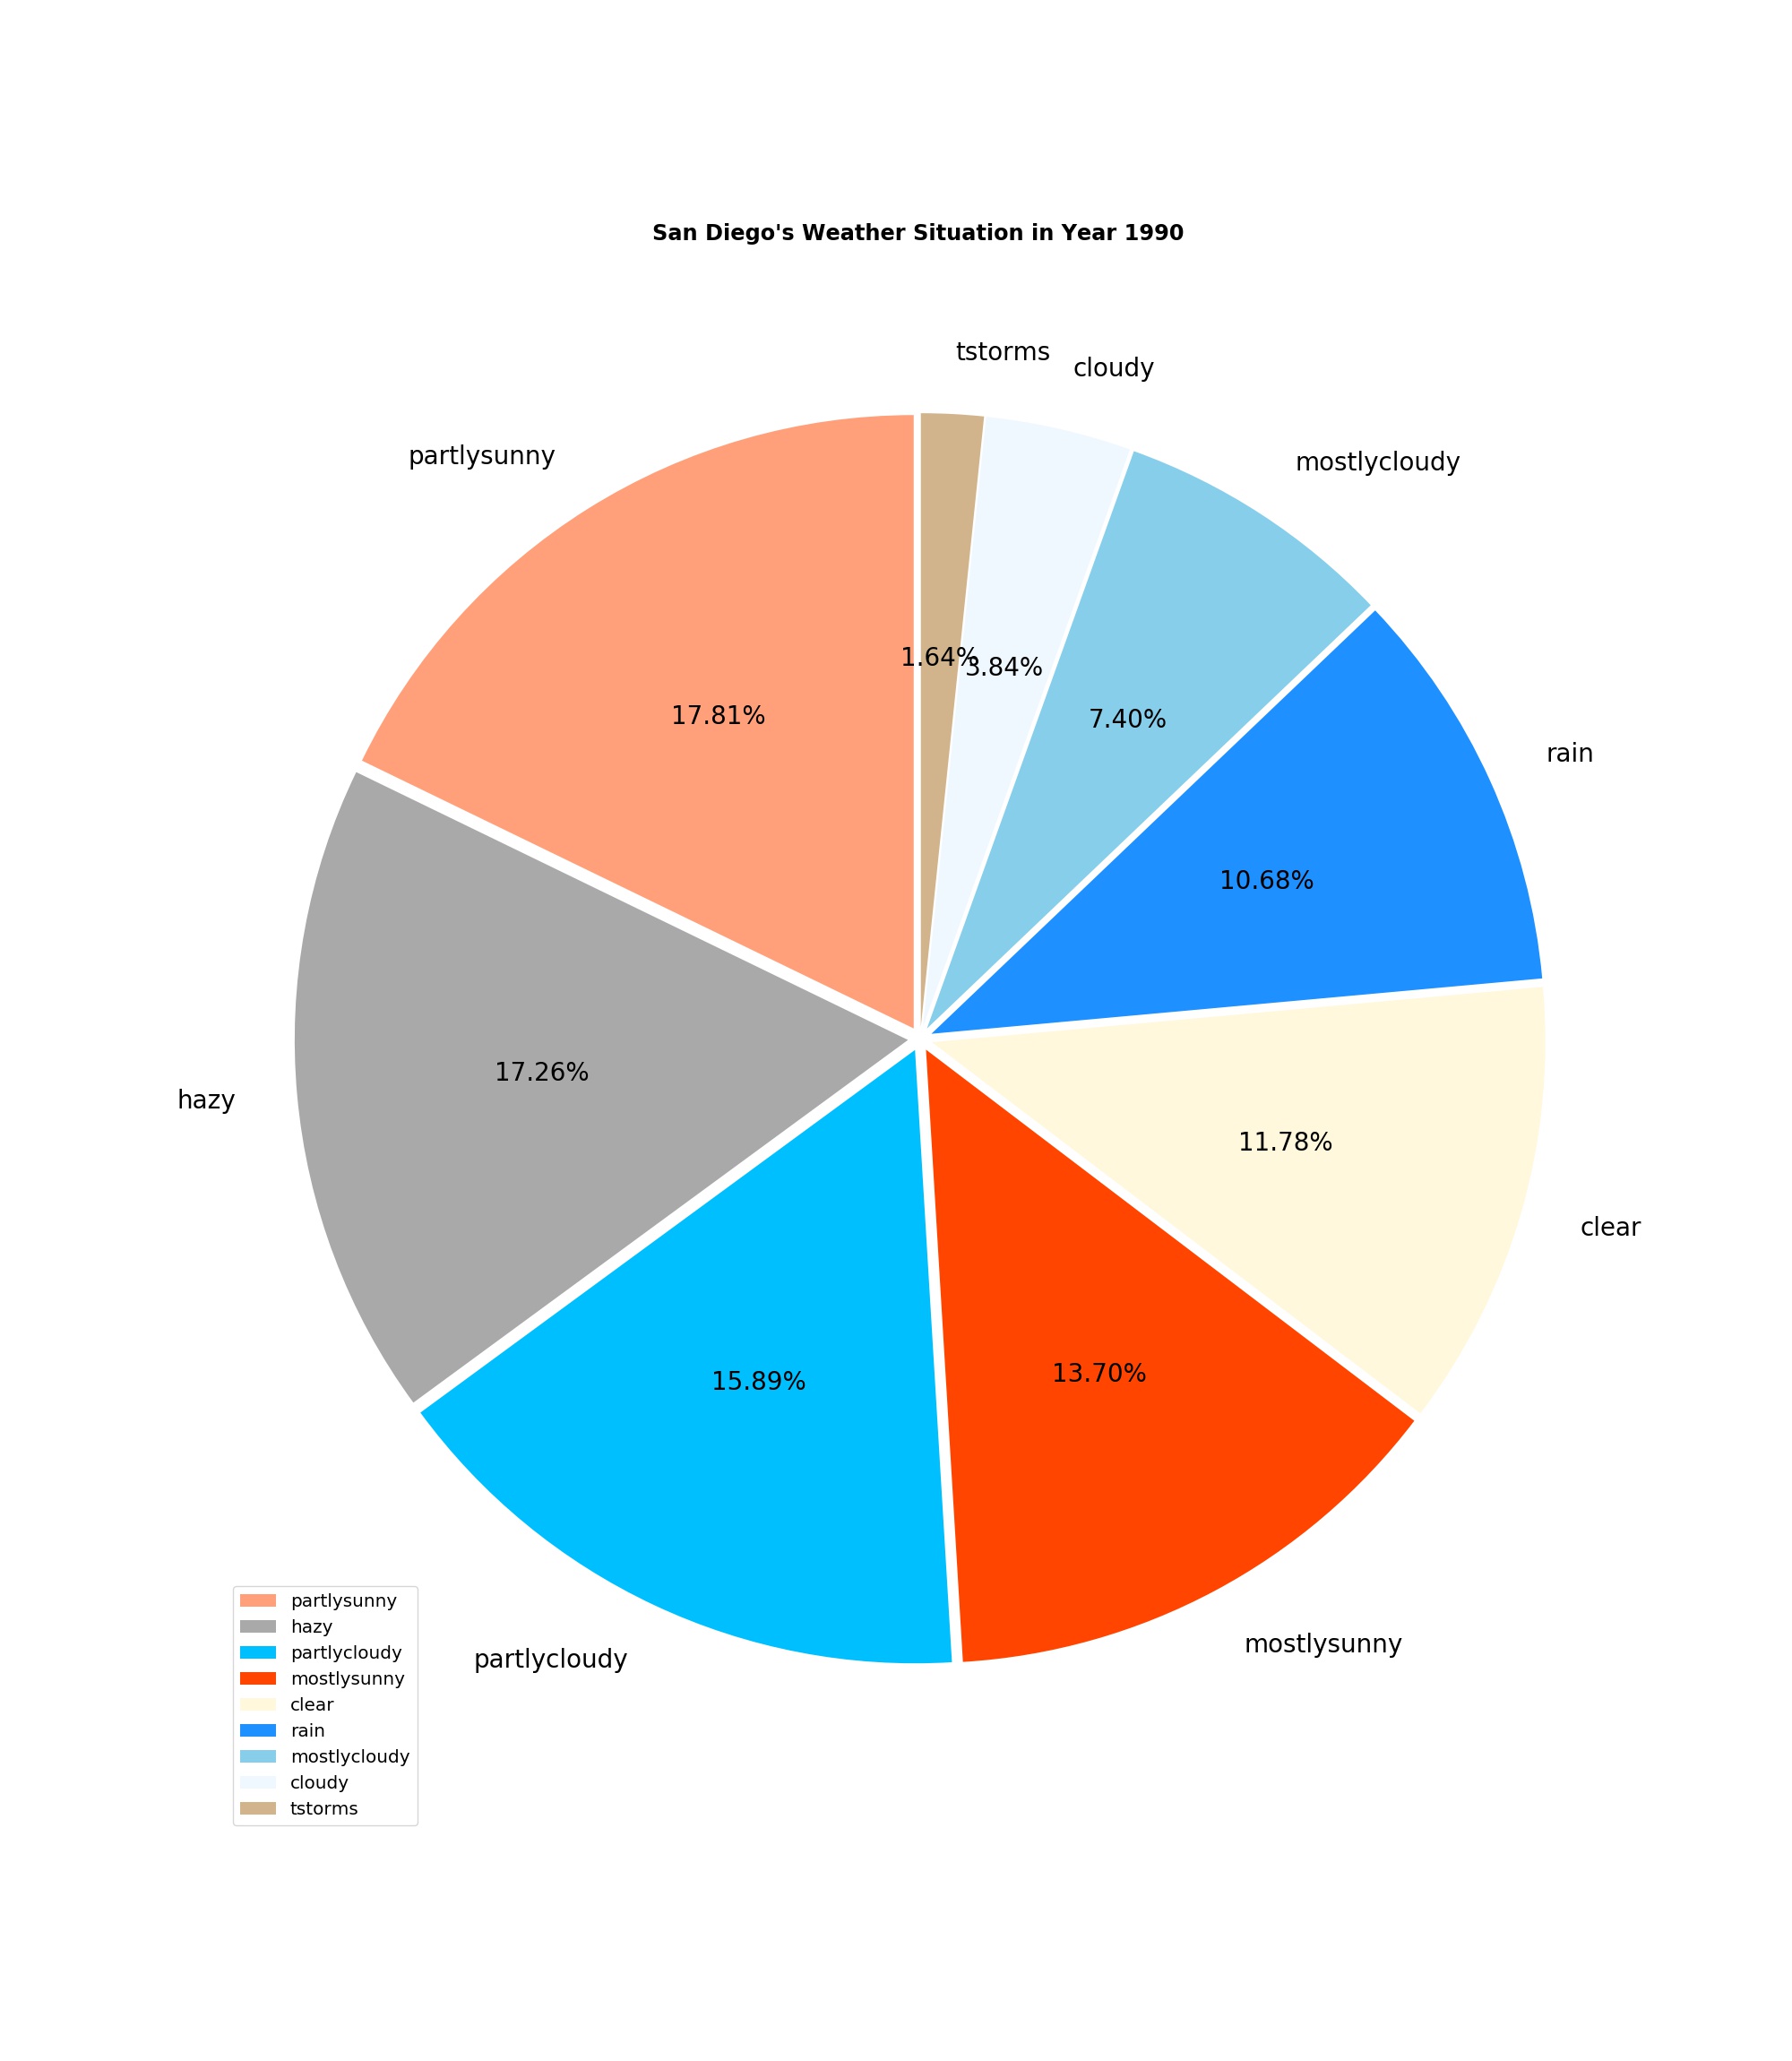 San Diego's Weather Situation in Year 1990
tstorms
cloudy
partlysunny
mostlycloudy
1.64%
3.84%
17.81%
7.40%
rain
10.68%
17.26%
hazy
11.78%
clear
15.89%
13.70%
partlycloudy
mostlysunny
partlysunny
hazy
partlycloudy
mostlysunny
clear
rain
mostlycloudy
cloudy
tstorms